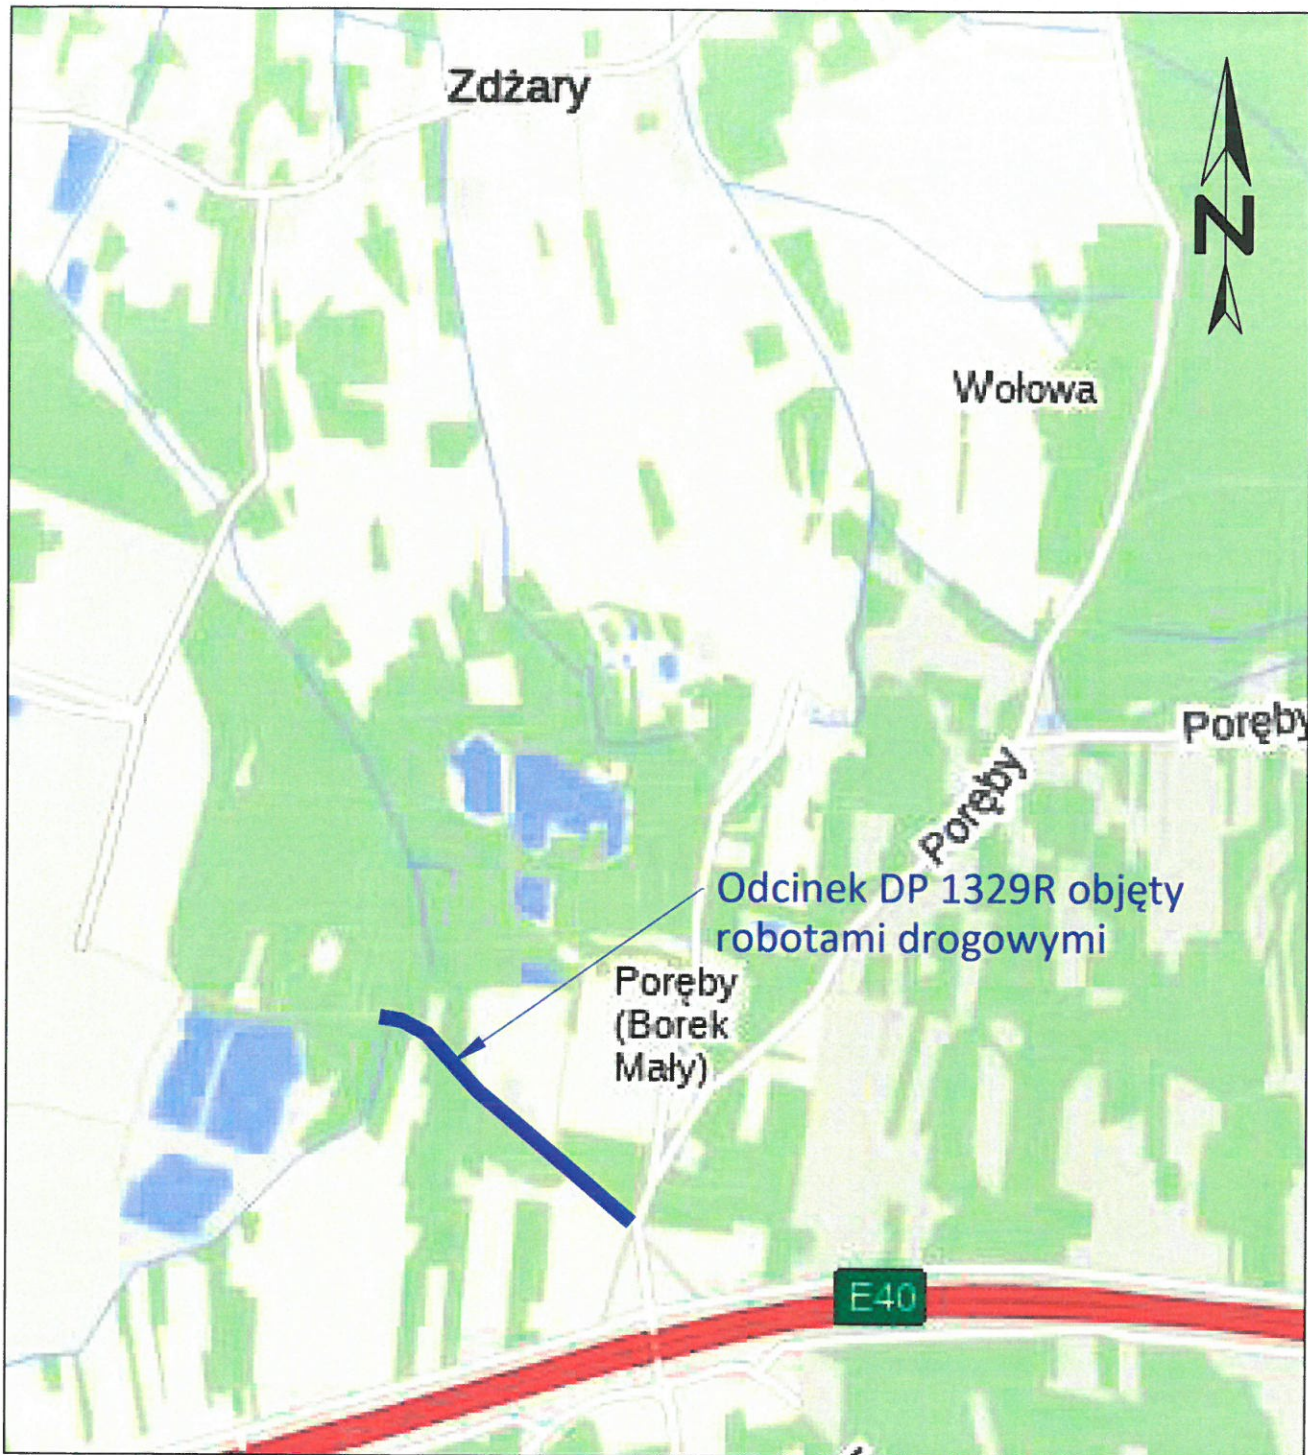 Zdżary
N
Wołowa
Poręby
Poręby
Odcinek DP 1329R objęty
robotami drogowymi
Poręby
(Borek
Mały)
E40